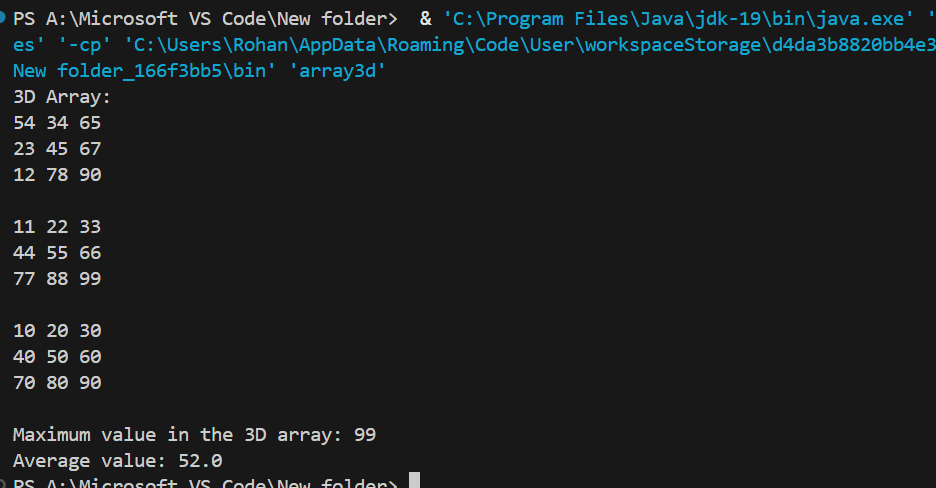 PS A:\Microsoft VS Code\New folder>  & 'C:\Program Files\Java\jdk-19\bin\java.exe' '
es' '-cp' 'C:\Users\Rohan\AppData\Roaming\Code\User\workspaceStorage\d4da3b8820bb4e3
New folder_166f3bb5\bin' 'array3d'
3D Array:
54 34 65
23 45 67
12 78 90
11 22 33
44 55 66
77 88 99
10 20 30
40 50 60
70 80 90
Maximum value in the 3D array: 99
Average value: 52.0
PS A:\Microsoft VS Code\New folder>